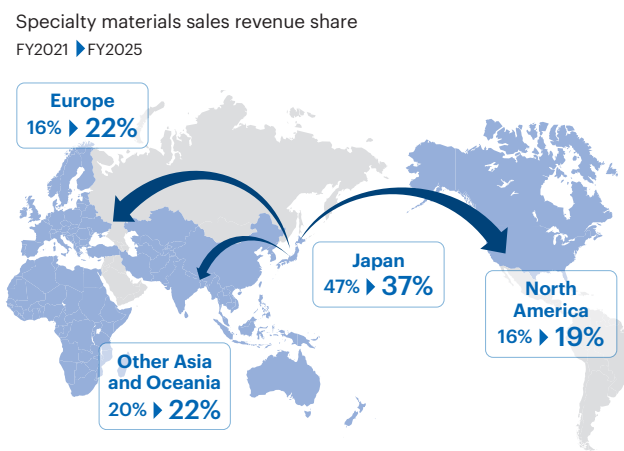 Specialty materials sales revenue share
FY2021 ▶ FY2025
Europe
16% ▶ 22%
Japan
47% ▶ 37%
North
America
16% ▶ 19%
Other Asia
and Oceania
20% ▶ 22%